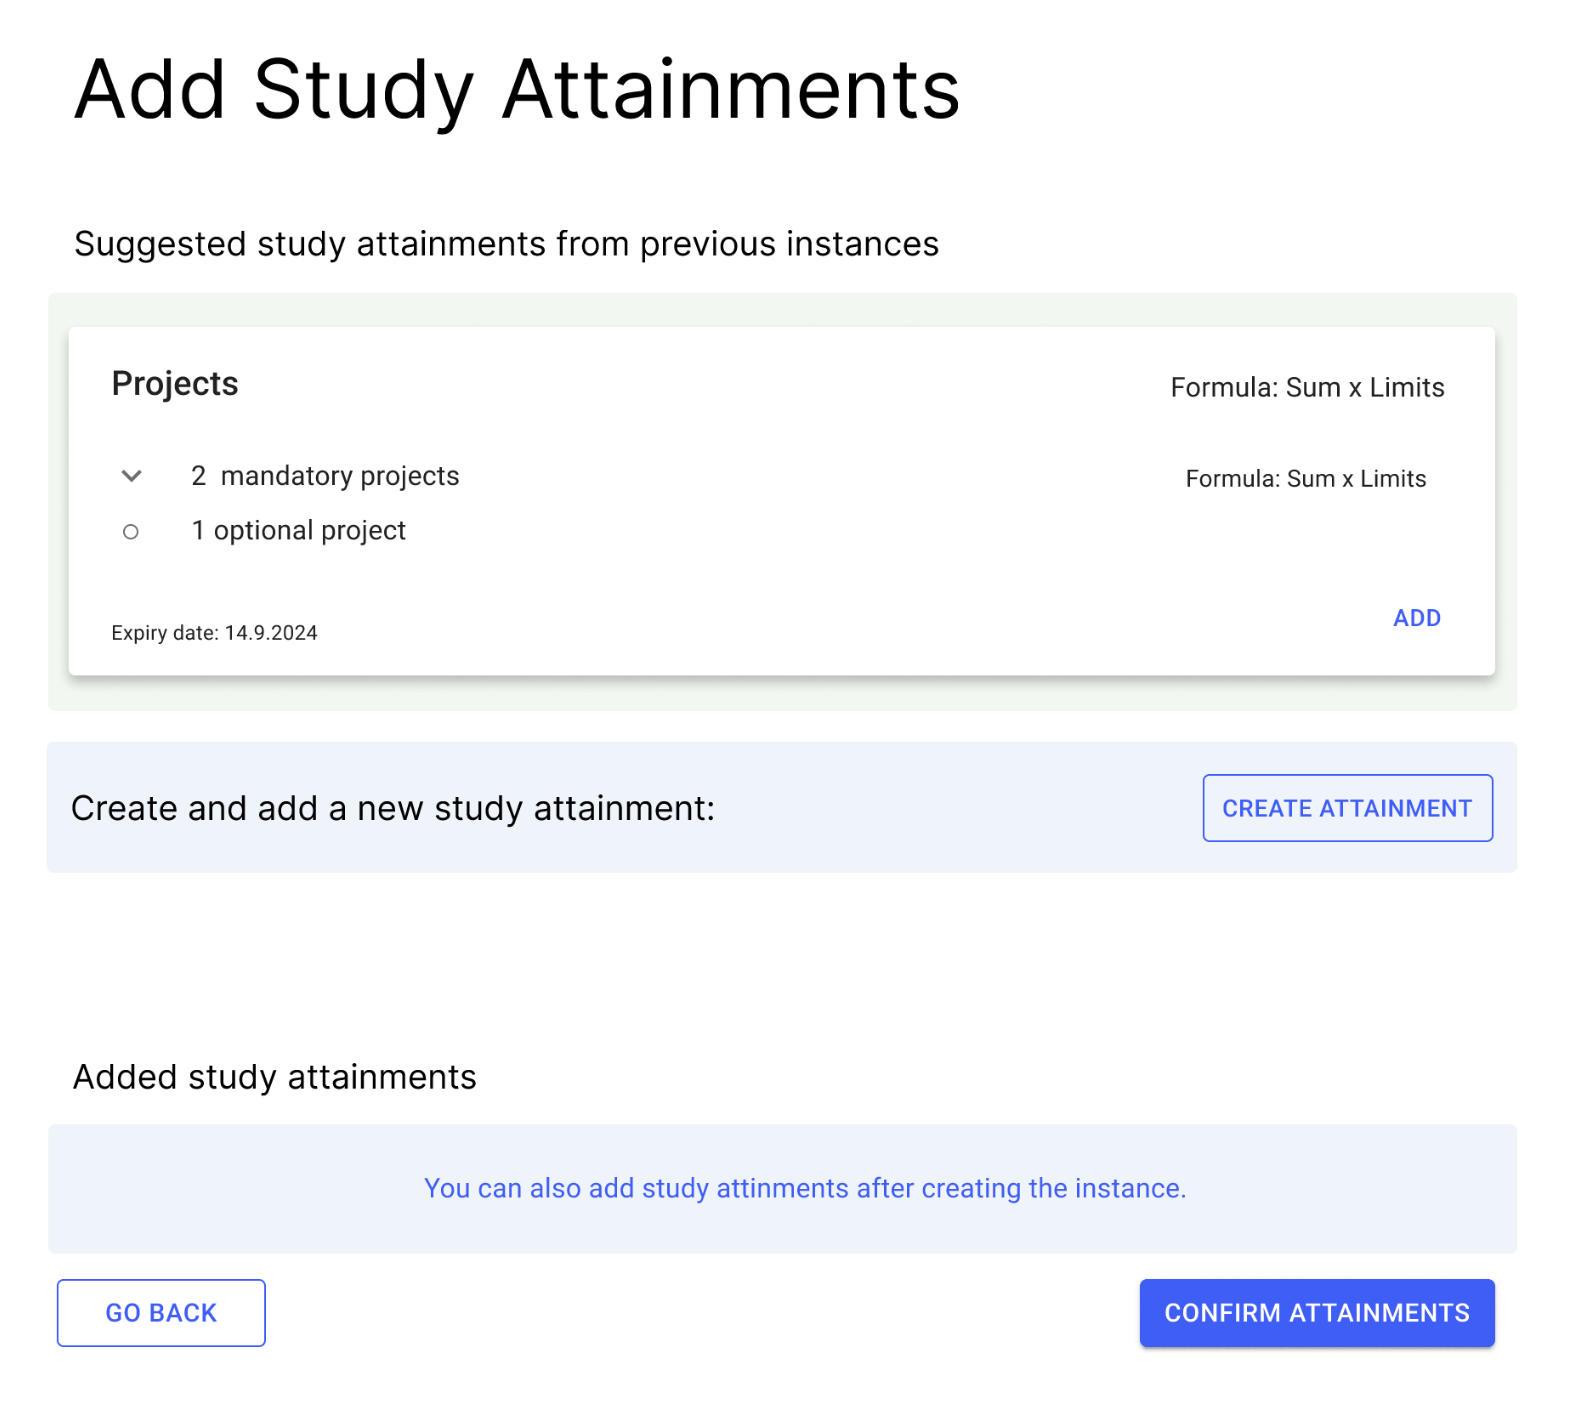 Add Study Attainments
Suggested study attainments from previous instances
Projects
Formula: Sum x Limits
2 mandatory projects
Formula: Sum x Limits
1 optional project
Expiry date: 14.9.2024
ADD
Create and add a new study attainment:
CREATE ATTAINMENT
Added study attainments
You can also add study attinments after creating the instance.
GO BACK
CONFIRM ATTAINMENTS